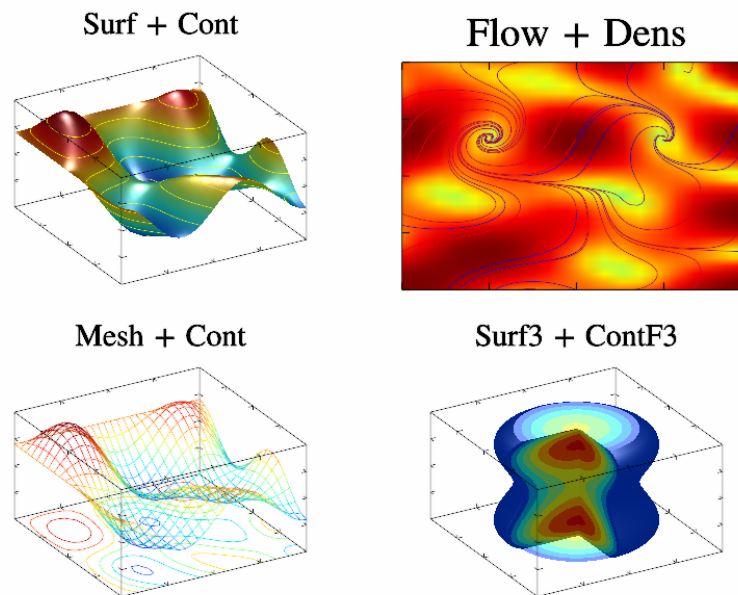 Surf + Cont
Flow + Dens
Mesh + Cont
Surf3 + ContF3